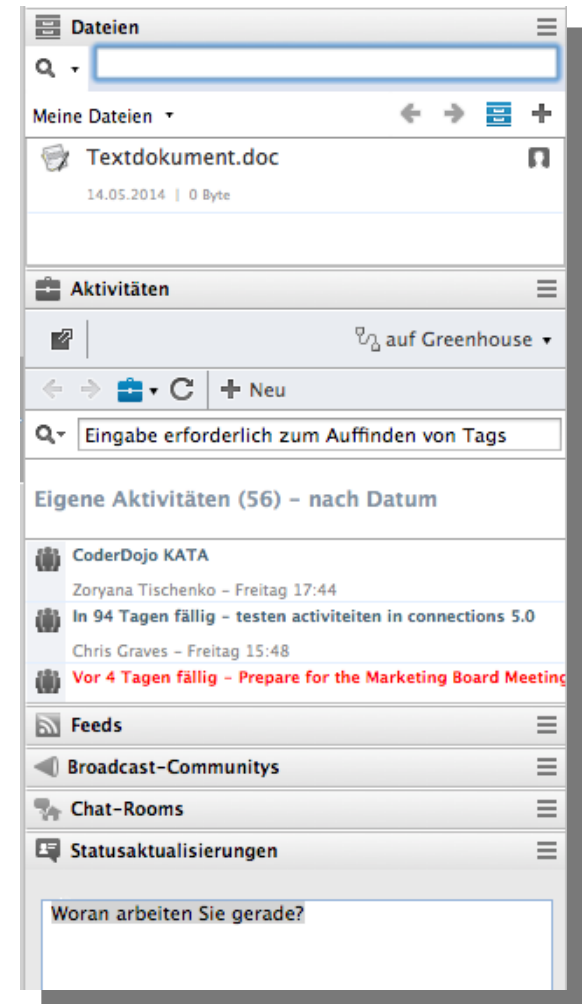 Dateien
Meine Dateien
Textdokument.doc
14.05.2014 | 0 Byte
Aktivitäten
auf Greenhouse
Neu
Eingabe erforderlich zum Auffinden von Tags
Eigene Aktivitäten (56) – nach Datum
CoderDojo KATA
Zoryana Tischenko – Freitag 17:44
In 94 Tagen fällig – testen activiteiten in connections 5.0
Chris Graves – Freitag 15:48
Vor 4 Tagen fällig – Prepare for the Marketing Board Meeting
Feeds
Broadcast-Communitys
Chat-Rooms
Statusaktualisierungen
Woran arbeiten Sie gerade?